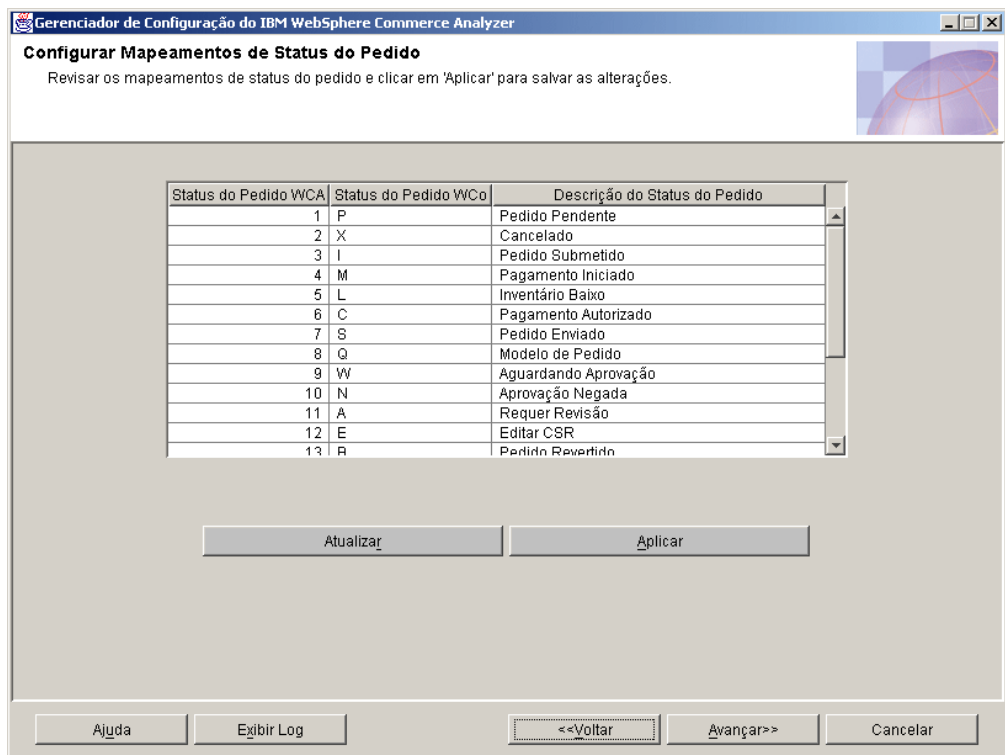 Gerenciador de Configuração do IBM WebSphere Commerce Analyzer
Configurar Mapeamentos de Status do Pedido
Revisar os mapeamentos de status do pedido e clicar em 'Aplicar' para salvar as alterações.
Status do Pedido WCA Status do Pedido WCo Descrição do Status do Pedido
1 P Pedido Pendente
2 X Cancelado
3 I Pedido Submetido
4 M Pagamento Iniciado
5 L Inventário Baixo
6 C Pagamento Autorizado
7 S Pedido Enviado
8 Q Modelo de Pedido
9 W Aguardando Aprovação
10 N Aprovação Negada
11 A Requer Revisão
12 E Editar CSR
13 Pedido Revertido
Atualizar Aplicar
Ajuda Exibir Log <<Voltar Avançar>> Cancelar